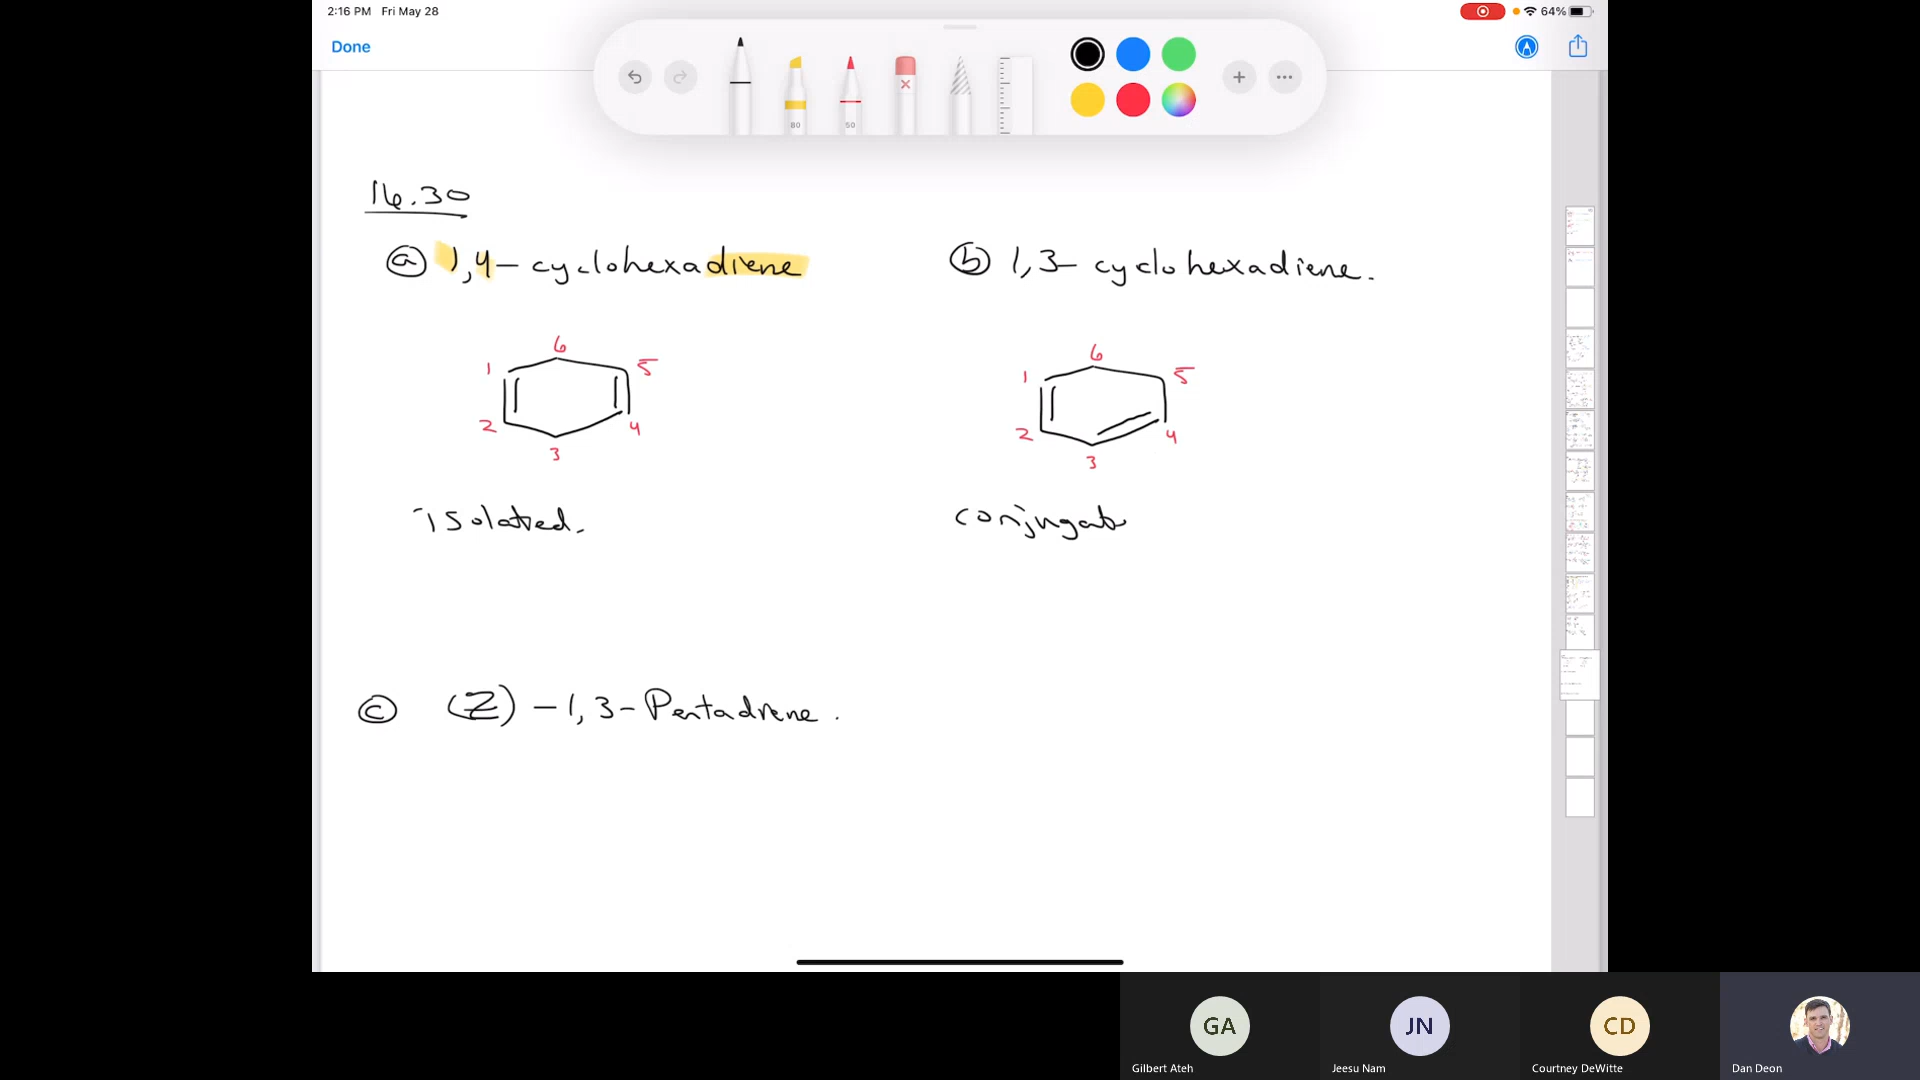 2:16 PM Fri May 28
64%
Done
80
50
14.30
a 1,4- cyclohexadiene
b 1,3- cyclohexadiene.
6
1
5
2
4
3
6
1
5
2
4
3
isolated.
conjugate
c (Z) - 1,3- Pentadiene.
GA
JN
CD
Gilbert Ateh
Jeesu Nam
Courtney DeWitte
Dan Deon